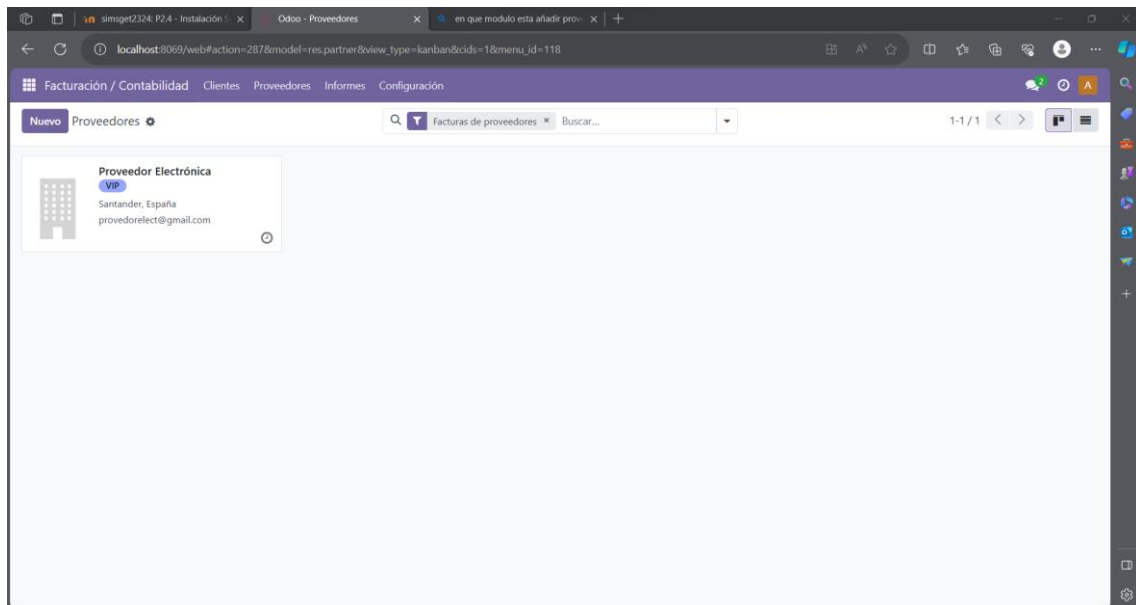 simsget2324: P2.4 - Instalación S
Odoo - Proveedores
en que modulo esta añadir prov
localhost:8069/web#action=287&model=res.partner&view_type=kanban&cids=1&menu_id=118
Facturación / Contabilidad Clientes Proveedores Informes Configuración
2
A
Nuevo Proveedores
Facturas de proveedores × Buscar...
1-1 / 1
Proveedor Electrónica
VIP
Santander, España
provedorelect@gmail.com